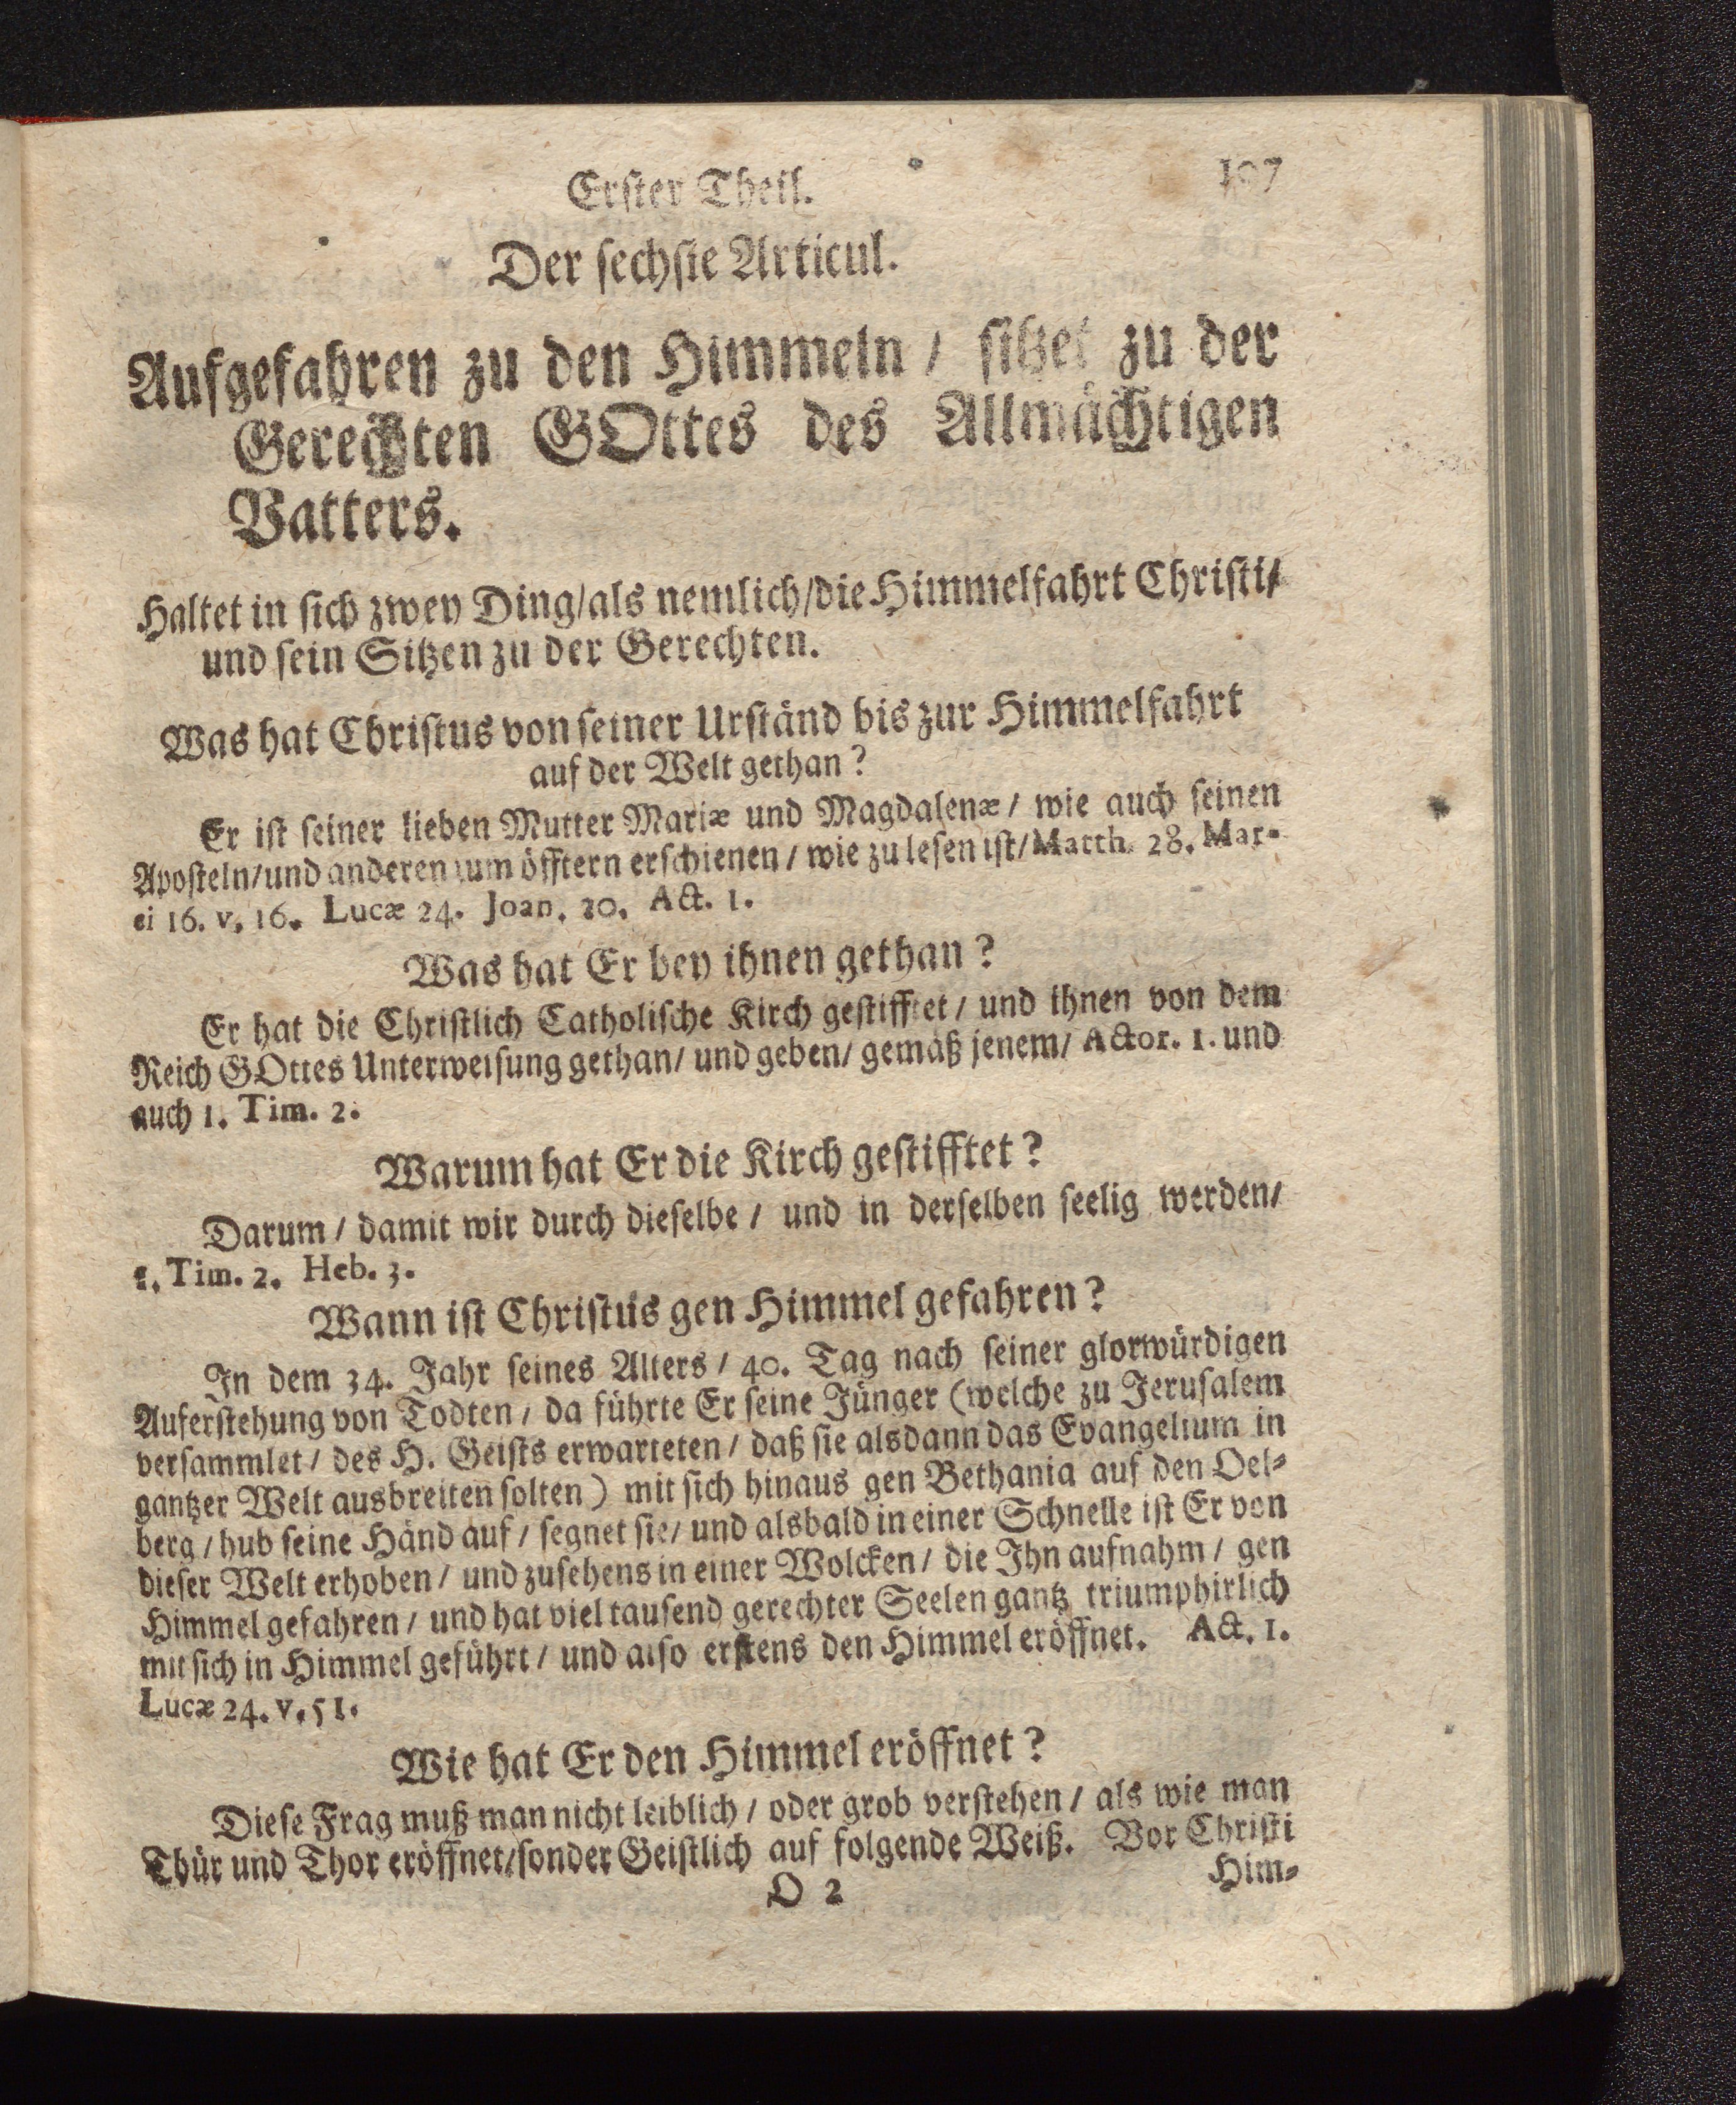 Erster Theil. 107
Der sechste Articul.
Aufgefahren zu den Himmeln / sitzet zu der
Gerechten GOttes des Allmächtigen
Vatters.
Haltet in sich zwey Ding/als nemlich/die Himmelfahrt Christi/
und sein Sitzen zu der Gerechten.
Was hat Christus von seiner Urständ bis zur Himmelfahrt
auf der Welt gethan?
Er ist seiner lieben Mutter Mariæ und Magdalenæ / wie auch seinen
Aposteln/und anderen zum öfftern erschienen / wie zu lesen ist/Matth. 28. Mar-
ci 16. v. 16. Lucæ 24. Joan. 20. Act. 1.
Was hat Er bey ihnen gethan?
Er hat die Christlich Catholische Kirch gestifftet / und ihnen von dem
Reich GOttes Unterweisung gethan/ und geben/ gemäß jenem/ Actor. 1. und
auch 1. Tim. 2.
Warum hat Er die Kirch gestifftet?
Darum / damit wir durch dieselbe / und in derselben seelig werden/
1. Tim. 2. Heb. 3.
Wann ist Christus gen Himmel gefahren?
In dem 34. Jahr seines Alters / 40. Tag nach seiner glorwürdigen
Auferstehung von Todten / da führte Er seine Jünger (welche zu Jerusalem
versammlet / des H. Geists erwarteten / daß sie alsdann das Evangelium in
gantzer Welt ausbreiten solten) mit sich hinaus gen Bethania auf den Oel-
berg / hub seine Händ auf / segnet sie/ und alsbald in einer Schnelle ist Er von
dieser Welt erhoben / und zusehens in einer Wolcken / die Ihn aufnahm / gen
Himmel gefahren / und hat viel tausend gerechter Seelen gantz triumphirlich
mit sich in Himmel geführt / und also erstens den Himmel eröffnet. Act. 1.
Lucæ 24. v. 51.
Wie hat Er den Himmel eröffnet?
Diese Frag muß man nicht leiblich / oder grob verstehen / als wie man
Thür und Thor eröffnet/sonder Geistlich auf folgende Weiß. Vor Christi
O 2 Him-